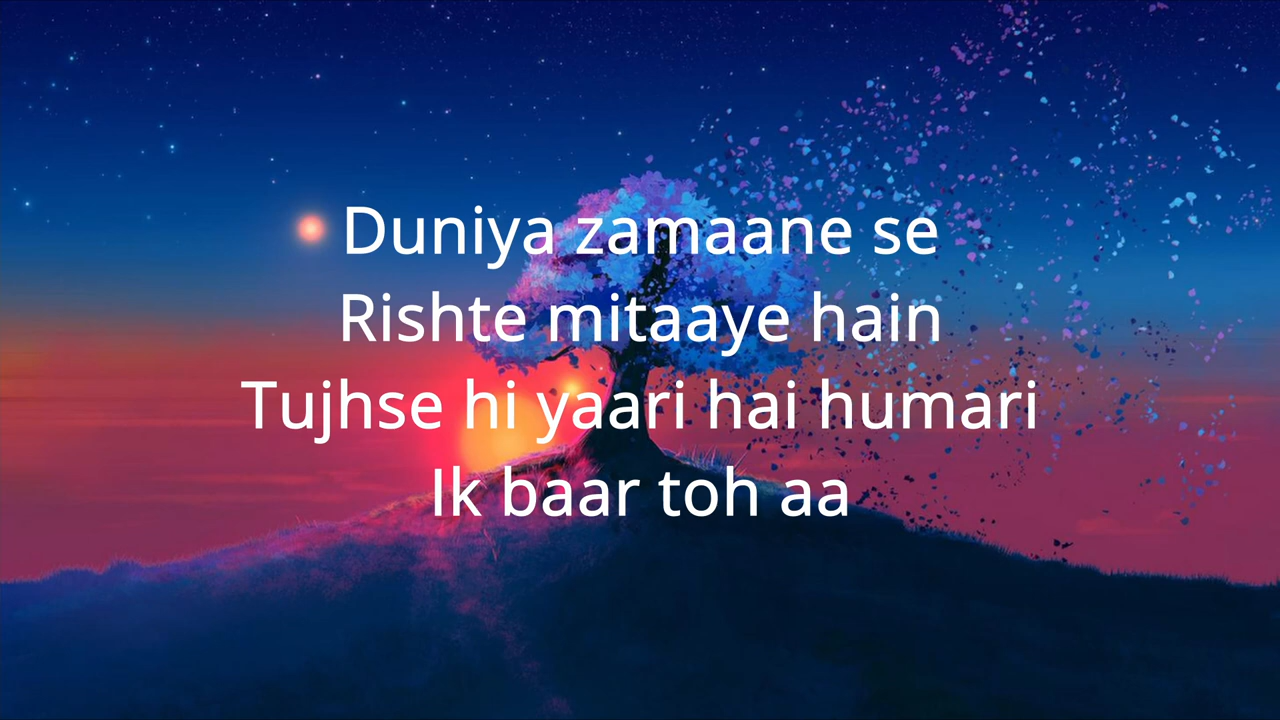 Duniya zamaane se
Rishte mitaaye hain
Tujhse hi yaari hai humari
Ik baar toh aa